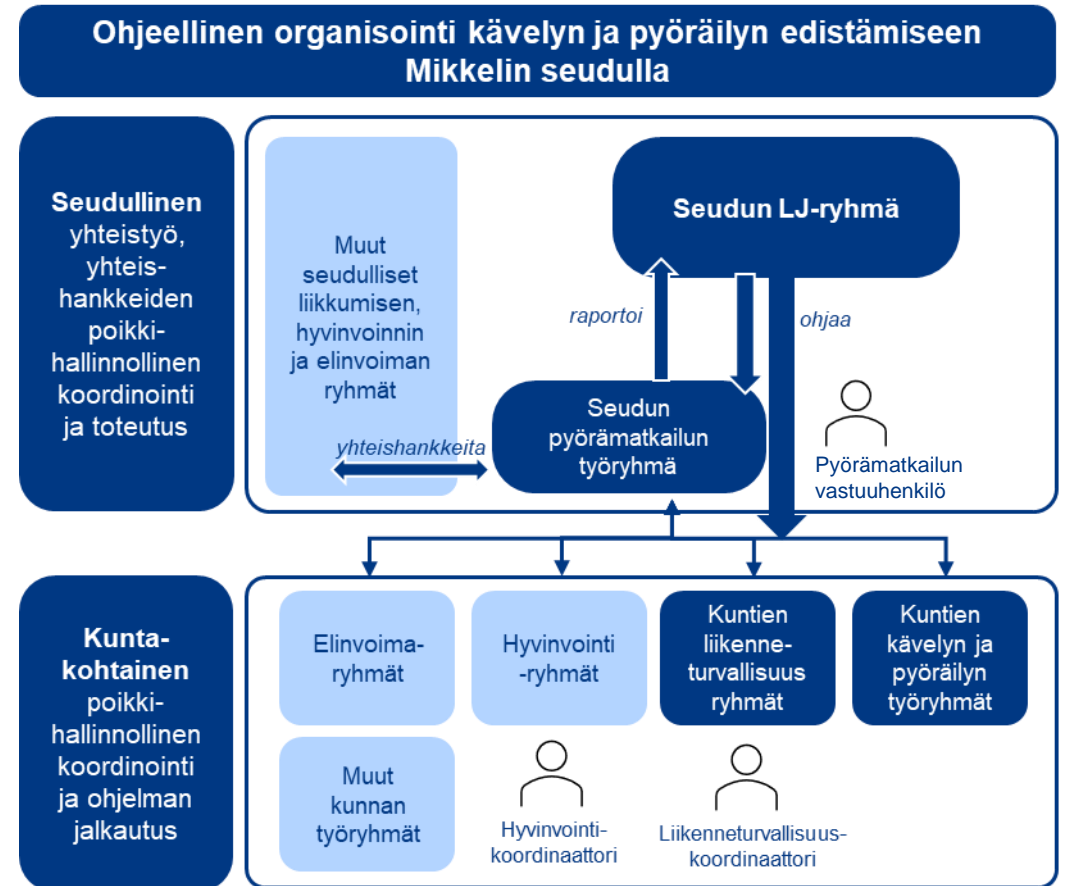 Ohjeellinen organisointi kävelyn ja pyöräilyn edistämiseen
Mikkelin seudulla
Seudullinen
yhteistyö,
yhteis-
hankkeiden
poikki-
hallinnollinen
koordinointi
ja toteutus
Muut
seudulliset
liikkumisen,
hyvinvoinnin
ja elinvoiman
ryhmät
Seudun LJ-ryhmä
raportoi
ohjaa
Seudun
pyörämatkailun
työryhmä
yhteishankkeita
Pyörämatkailun
vastuuhenkilö
Kunta-
kohtainen
poikki-
hallinnollinen
koordinointi
ja ohjelman
jalkautus
Elinvoima-
ryhmät
Hyvinvointi
-ryhmät
Kuntien
liikenne-
turvallisuus
ryhmät
Kuntien
kävelyn ja
pyöräilyn
työryhmät
Muut
kunnan
työryhmät
Hyvinvointi-
koordinaattori
Liikenneturvallisuus-
koordinaattori